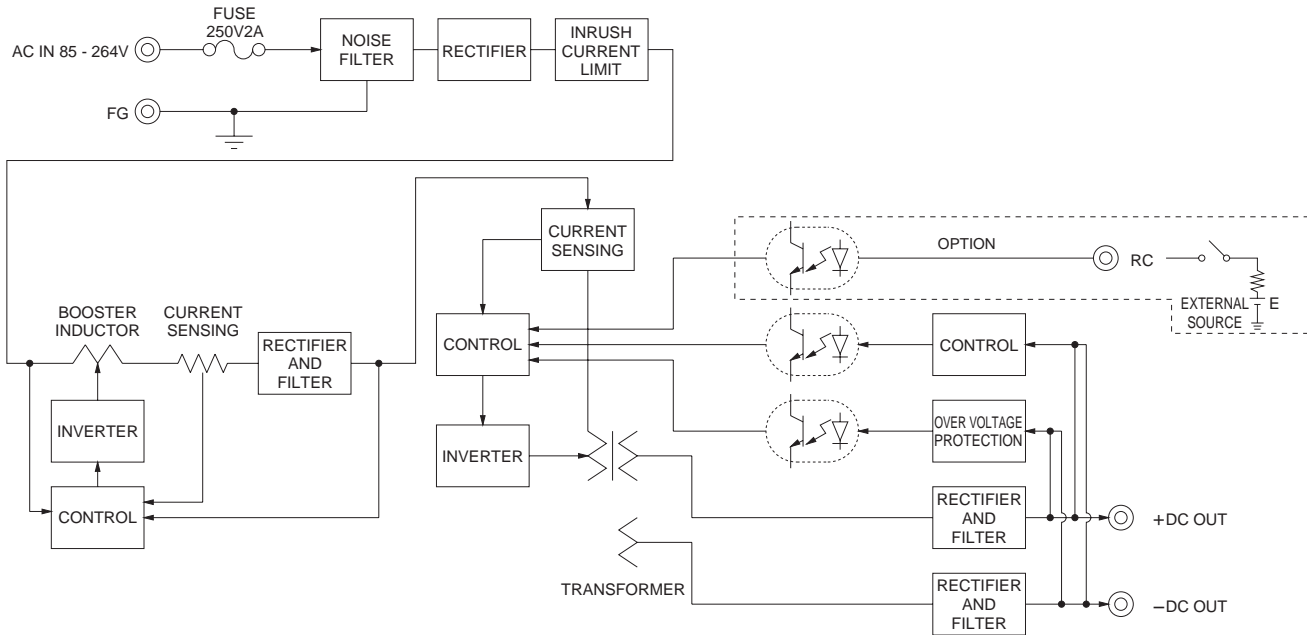 FUSE
250V2A
AC IN 85 - 264V
NOISE
FILTER
RECTIFIER
INRUSH
CURRENT
LIMIT
FG
CURRENT
SENSING
OPTION
RC
EXTERNAL
SOURCE
E
BOOSTER
INDUCTOR
CURRENT
SENSING
RECTIFIER
AND
FILTER
CONTROL
CONTROL
INVERTER
INVERTER
OVER VOLTAGE
PROTECTION
CONTROL
RECTIFIER
AND
FILTER
+DC OUT
TRANSFORMER
RECTIFIER
AND
FILTER
−DC OUT